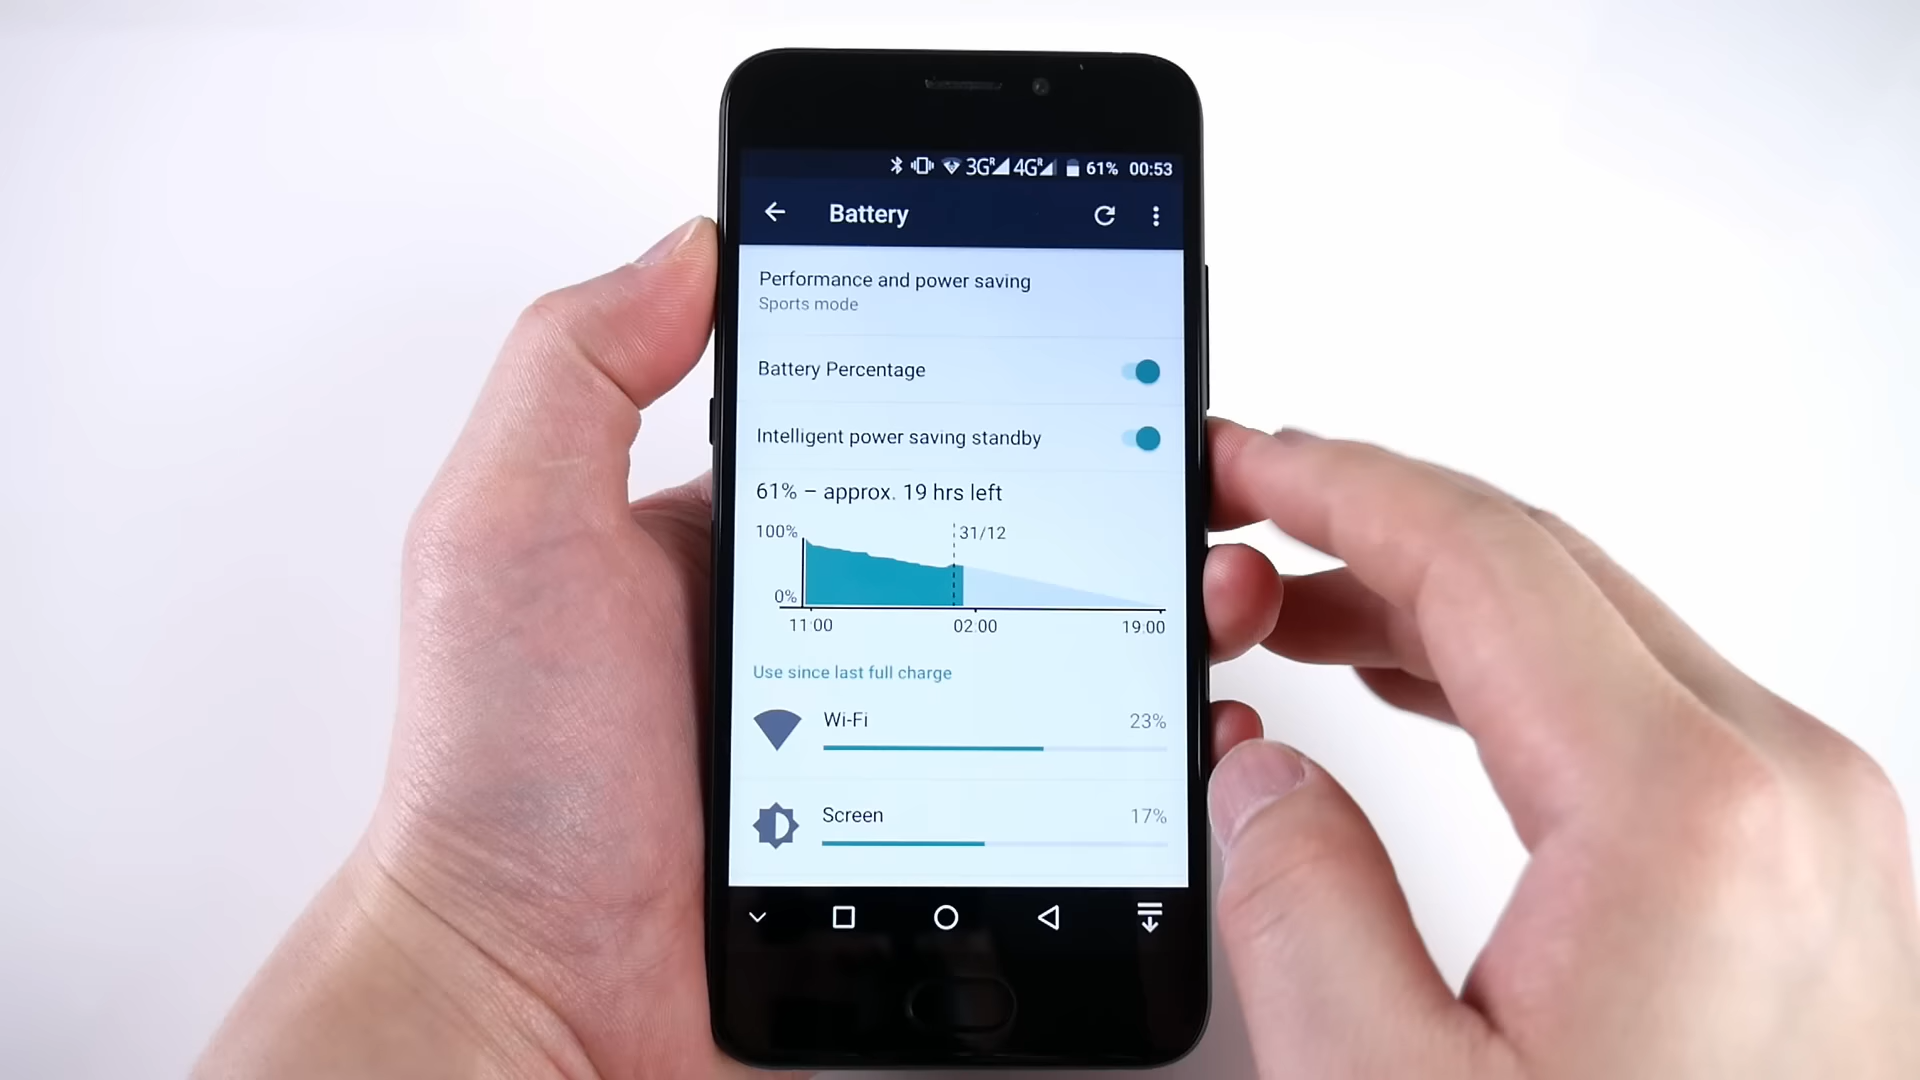 3G R 4G R 61% 00:53
Battery
Performance and power saving
Sports mode
Battery Percentage
Intelligent power saving standby
61% – approx. 19 hrs left
100%
31/12
0%
11:00 02:00 19:00
Use since last full charge
Wi-Fi 23%
Screen 17%